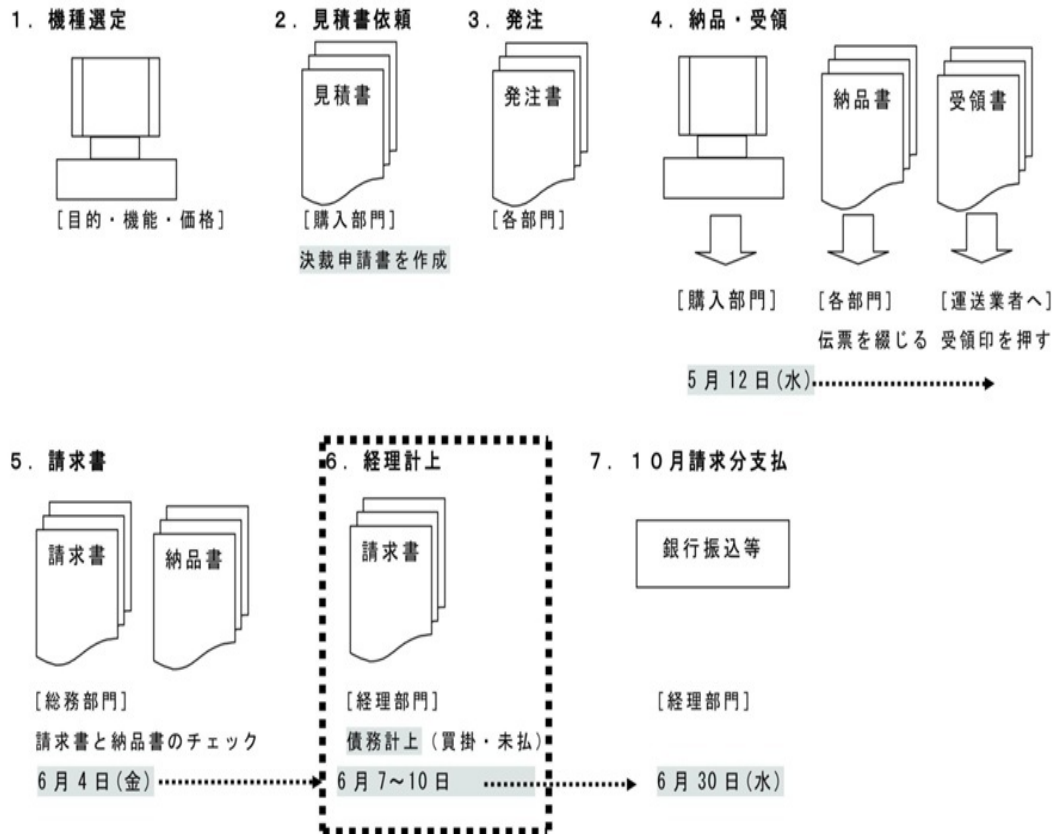 1．機種選定
2．見積書依頼
3．発注
4．納品・受領
見積書
発注書
納品書
受領書
[目的・機能・価格]
[購入部門]
決裁申請書を作成
[各部門]
[購入部門]
[各部門]
伝票を綴じる
[運送業者へ]
受領印を押す
5月12日(水)
5．請求書
6．経理計上
7．１０月請求分支払
請求書
納品書
請求書
銀行振込等
[総務部門]
請求書と納品書のチェック
6月4日(金)
[経理部門]
債務計上（買掛・未払）
6月7～10日
[経理部門]
6月30日(水)